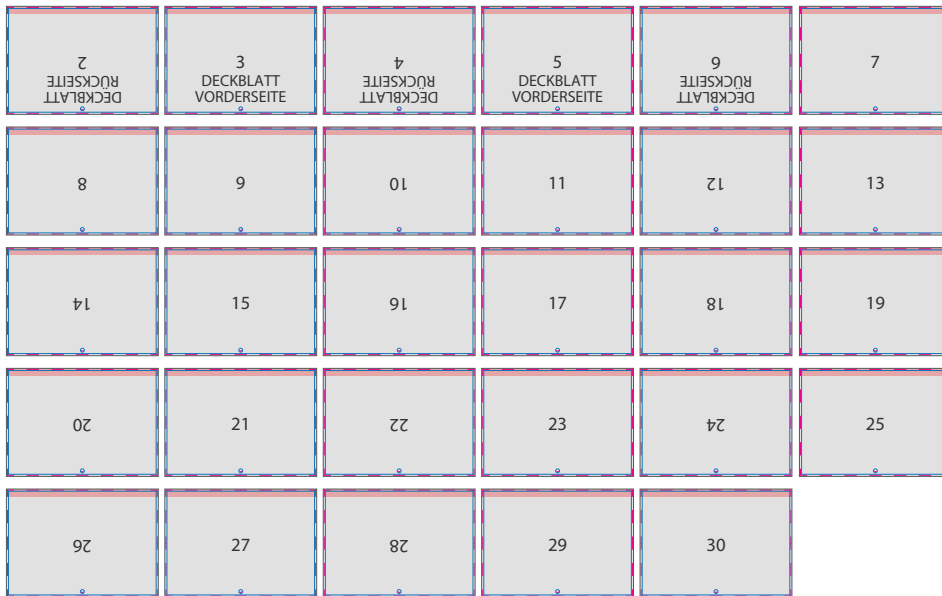 DECKBLATT
RÜCKSEITE
2
3
DECKBLATT
VORDERSEITE
DECKBLATT
RÜCKSEITE
4
5
DECKBLATT
VORDERSEITE
DECKBLATT
RÜCKSEITE
6
7
8
9
10
11
12
13
14
15
16
17
18
19
20
21
22
23
24
25
26
27
28
29
30